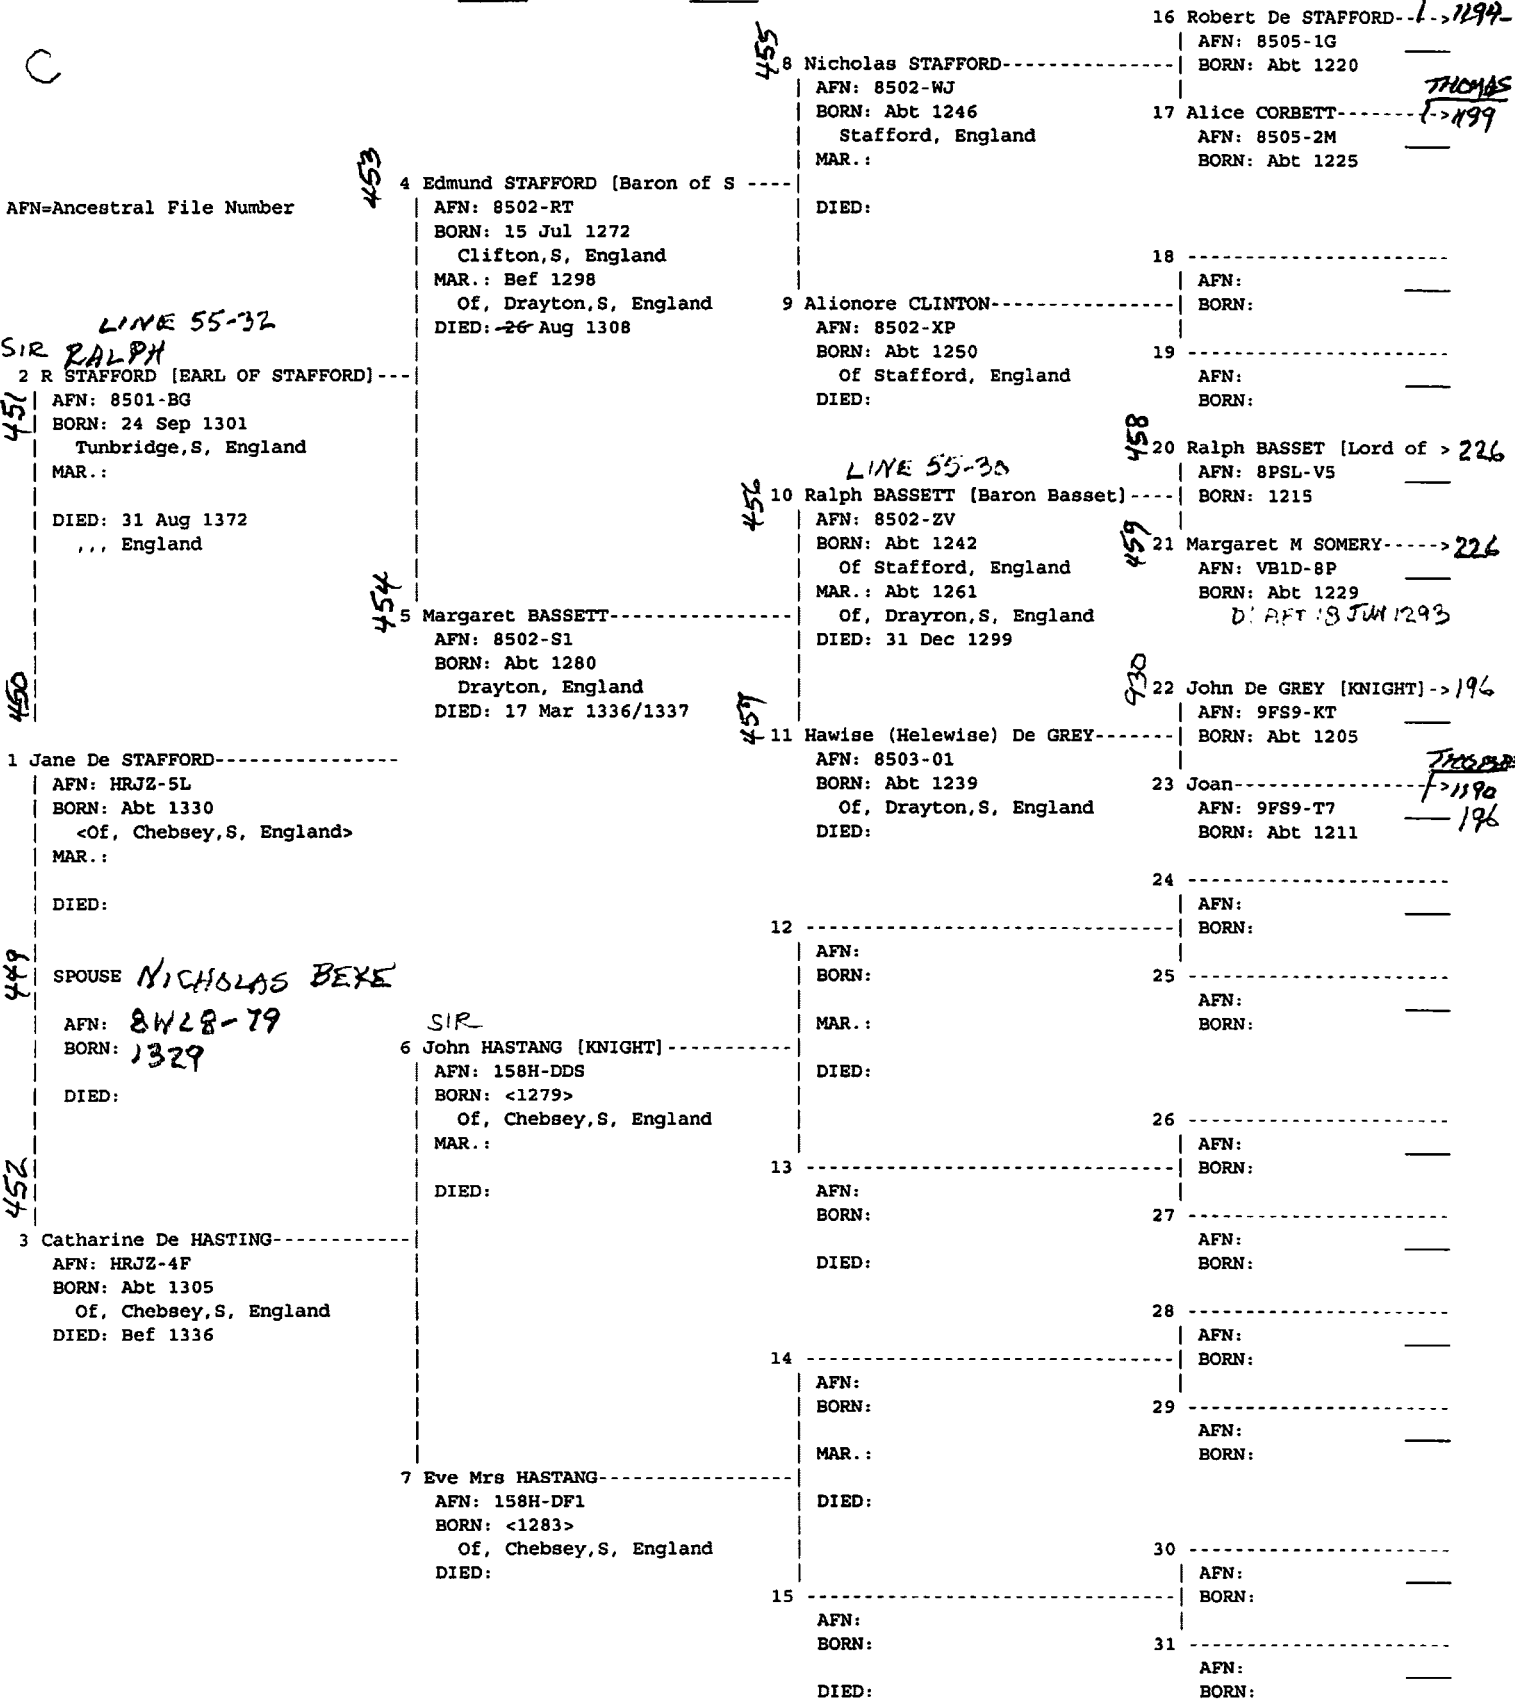 C
AFN=Ancestral File Number
LINE 55-32
SIR RALPH
451
2 R STAFFORD [EARL OF STAFFORD]---
AFN: 8501-BG
BORN: 24 Sep 1301
Tunbridge,S, England
MAR.:
DIED: 31 Aug 1372
,,, England
450
1 Jane De STAFFORD----------------
AFN: HRJZ-5L
BORN: Abt 1330
<Of, Chebsey,S, England>
MAR.:
DIED:
449
SPOUSE NICHOLAS BEKE
AFN: 8WL8-79
BORN: 1329
DIED:
452
3 Catharine De HASTING------------
AFN: HRJZ-4F
BORN: Abt 1305
Of, Chebsey,S, England
DIED: Bef 1336
453
4 Edmund STAFFORD [Baron of S ----
AFN: 8502-RT
BORN: 15 Jul 1272
Clifton,S, England
MAR.: Bef 1298
Of, Drayton,S, England
DIED: 26 Aug 1308
454
5 Margaret BASSETT----------------
AFN: 8502-S1
BORN: Abt 1280
Drayton, England
DIED: 17 Mar 1336/1337
SIR
6 John HASTANG [KNIGHT]-----------
AFN: 158H-DDS
BORN: <1279>
Of, Chebsey,S, England
MAR.:
DIED:
7 Eve Mrs HASTANG-----------------
AFN: 158H-DF1
BORN: <1283>
Of, Chebsey,S, England
DIED:
455
8 Nicholas STAFFORD---------------
AFN: 8502-WJ
BORN: Abt 1246
Stafford, England
MAR.:
DIED:
9 Alionore CLINTON----------------
AFN: 8502-XP
BORN: Abt 1250
Of Stafford, England
DIED:
LINE 55-30
456
10 Ralph BASSETT [Baron Basset]----
AFN: 8502-ZV
BORN: Abt 1242
Of Stafford, England
MAR.: Abt 1261
Of, Drayron,S, England
DIED: 31 Dec 1299
457
11 Hawise (Helewise) De GREY-------
AFN: 8503-01
BORN: Abt 1239
Of, Drayton,S, England
DIED:
12 --------------------------------
AFN:
BORN:
MAR.:
DIED:
13 --------------------------------
AFN:
BORN:
DIED:
14 --------------------------------
AFN:
BORN:
MAR.:
DIED:
15 --------------------------------
AFN:
BORN:
DIED:
16 Robert De STAFFORD---> 1294
AFN: 8505-1G
BORN: Abt 1220
THOMAS
17 Alice CORBETT--------> 1199
AFN: 8505-2M
BORN: Abt 1225
18 -----------------------
AFN:
BORN:
19 -----------------------
AFN:
BORN:
458
20 Ralph BASSET [Lord of > 226
AFN: 8PSL-V5
BORN: 1215
459
21 Margaret M SOMERY-----> 226
AFN: VB1D-8P
BORN: Abt 1229
D: AFT 18 JUN 1293
930
22 John De GREY [KNIGHT]-> 196
AFN: 9FS9-KT
BORN: Abt 1205
23 Joan-----------------> 1190
AFN: 9FS9-T7
196
BORN: Abt 1211
24 -----------------------
AFN:
BORN:
25 -----------------------
AFN:
BORN:
26 -----------------------
AFN:
BORN:
27 -----------------------
AFN:
BORN:
28 -----------------------
AFN:
BORN:
29 -----------------------
AFN:
BORN:
30 -----------------------
AFN:
BORN:
31 -----------------------
AFN:
BORN: